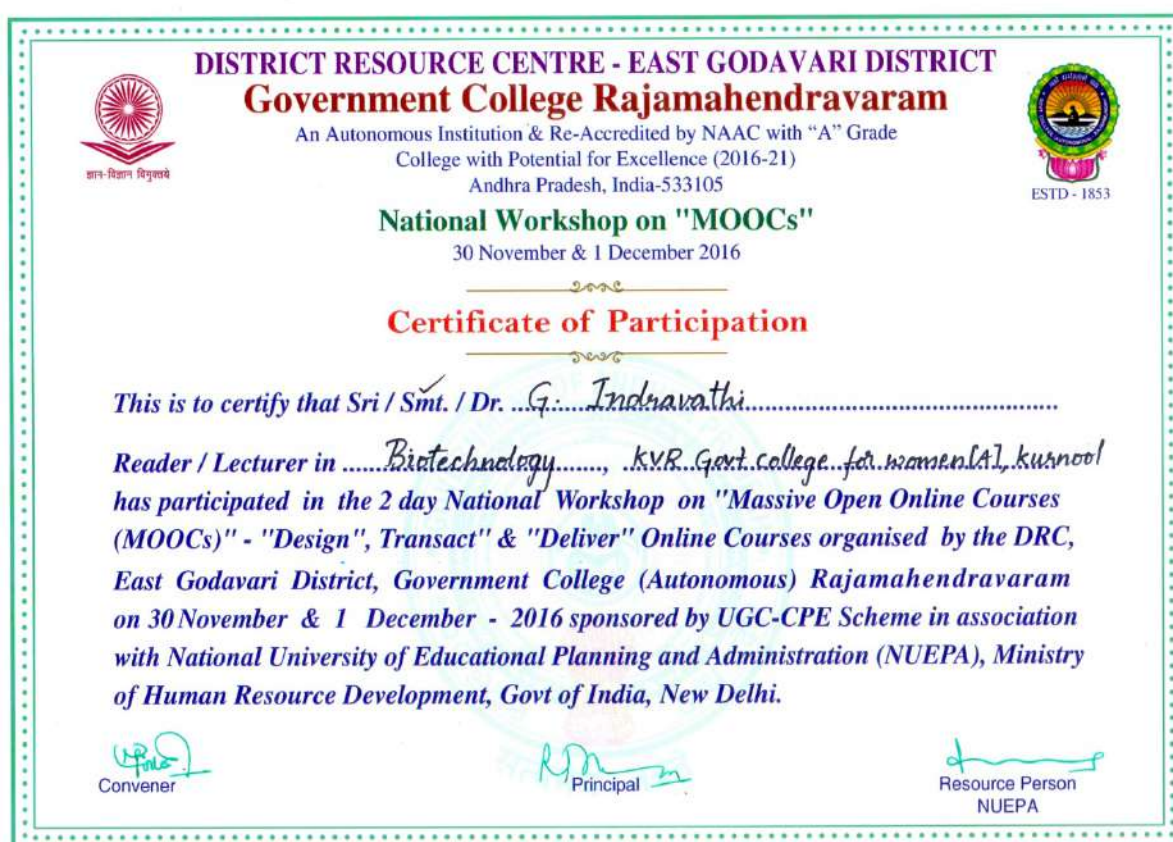 DISTRICT RESOURCE CENTRE - EAST GODAVARI DISTRICT
Government College Rajamahendravaram
An Autonomous Institution & Re-Accredited by NAAC with “A” Grade
College with Potential for Excellence (2016-21)
Andhra Pradesh, India-533105
ज्ञान-विज्ञान विमुक्तये
ESTD - 1853
National Workshop on "MOOCs"
30 November & 1 December 2016
Certificate of Participation
This is to certify that Sri / Smt. / Dr. ...G. Indravathi...
Reader / Lecturer in ......Biotechnology......., .KVR Govt college for women[A], kurnool
has participated in the 2 day National Workshop on "Massive Open Online Courses
(MOOCs)" - "Design", Transact" & "Deliver" Online Courses organised by the DRC,
East Godavari District, Government College (Autonomous) Rajamahendravaram
on 30 November & 1 December - 2016 sponsored by UGC-CPE Scheme in association
with National University of Educational Planning and Administration (NUEPA), Ministry
of Human Resource Development, Govt of India, New Delhi.
Convener
Principal
Resource Person
NUEPA